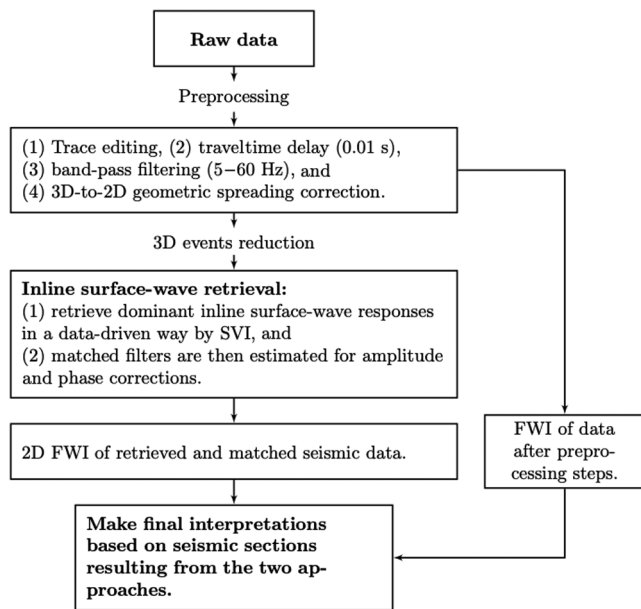 Raw data
Preprocessing
(1) Trace editing, (2) traveltime delay (0.01 s),
(3) band-pass filtering (5−60 Hz), and
(4) 3D-to-2D geometric spreading correction.
3D events reduction
Inline surface-wave retrieval:
(1) retrieve dominant inline surface-wave responses
in a data-driven way by SVI, and
(2) matched filters are then estimated for amplitude
and phase corrections.
2D FWI of retrieved and matched seismic data.
FWI of data
after prepro-
cessing steps.
Make final interpretations
based on seismic sections
resulting from the two ap-
proaches.